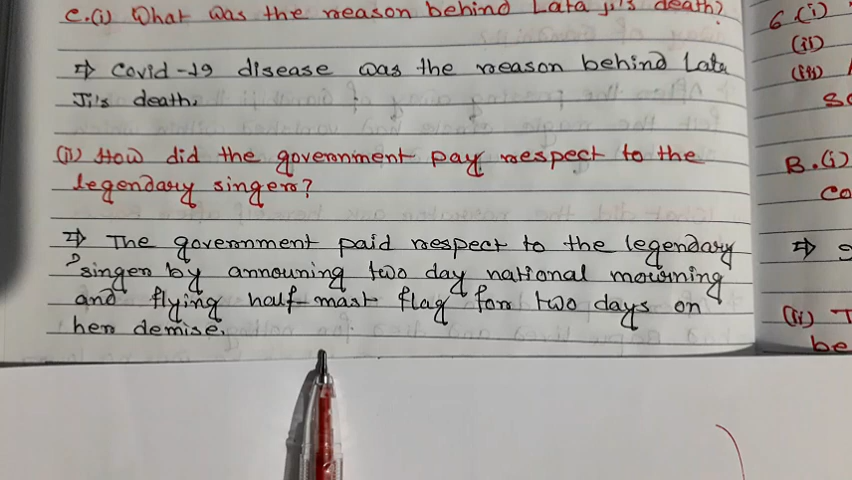 C.(i) What was the reason behind Lata ji's death?
⇒ Covid-19 disease was the reason behind Lata
Ji's death.
(ii) How did the government pay respect to the
legendary singer?
⇒ The government paid respect to the legendary
singer by announing two day national mourning
and flying half-mast flag for two days on
her demise.
6 (i)
(ii)
(iii)
B.(i)
co
⇒ S
(ii) T
be